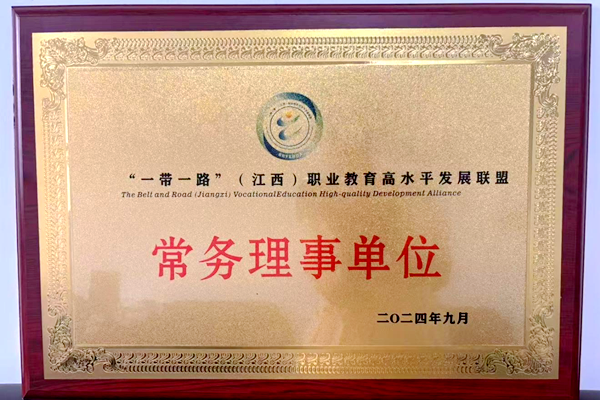 “一带一路”（江西）职业教育高水平发展联盟
The Belt and Road (Jiangxi) VocationalEducation High-quality Development Alliance
常务理事单位
二〇二四年九月